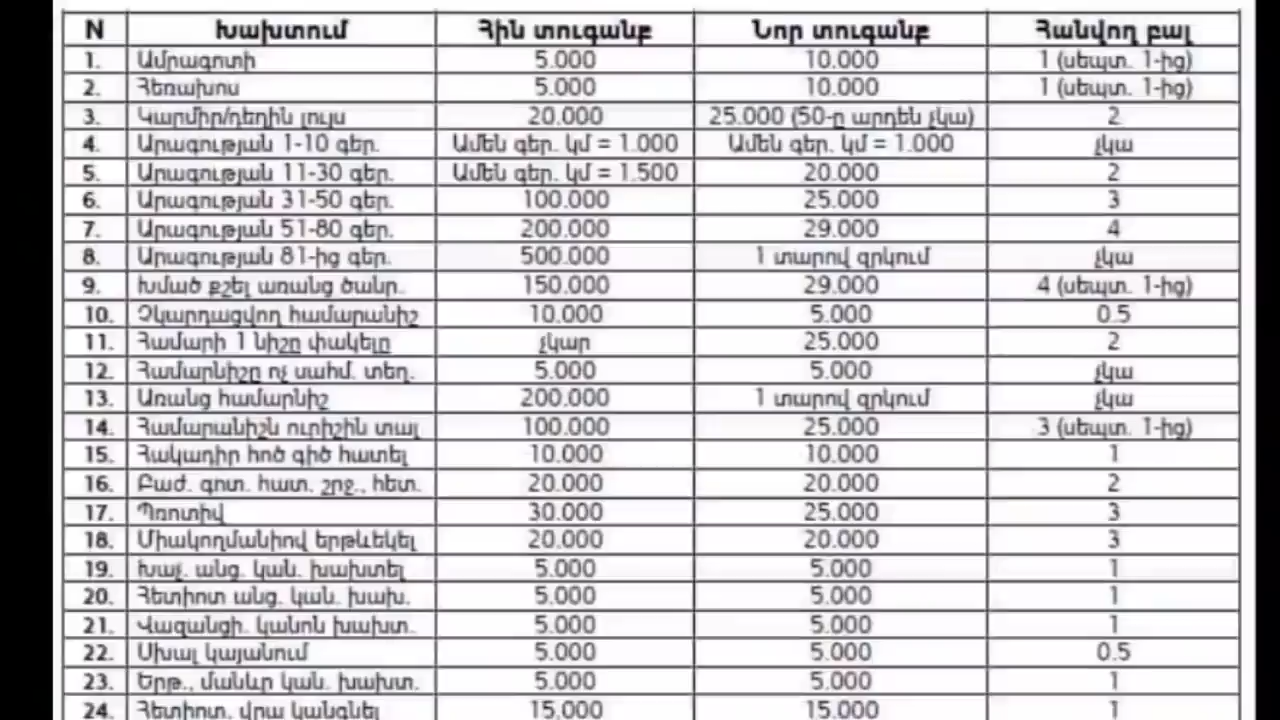 N Խախտում Հին տուգանք Նոր տուգանք Հանվող բալ
1. Ամրագոտի 5.000 10.000 1 (սեպտ. 1-ից)
2. Հեռախոս 5.000 10.000 1 (սեպտ. 1-ից)
3. Կարմիր/դեղին լույս 20.000 25.000 (50-ը արդեն չկա) 2
4. Արագության 1-10 գեր. Ամեն գեր. կմ = 1.000 Ամեն գեր. կմ = 1.000 չկա
5. Արագության 11-30 գեր. Ամեն գեր. կմ = 1.500 20.000 2
6. Արագության 31-50 գեր. 100.000 25.000 3
7. Արագության 51-80 գեր. 200.000 29.000 4
8. Արագության 81-ից գեր. 500.000 1 տարով զրկում չկա
9. Խմած քշել առանց ծանր. 150.000 29.000 4 (սեպտ. 1-ից)
10. Չկարդացվող համարանիշ 10.000 5.000 0.5
11. Համարի 1 նիշը փակելը չկար 25.000 2
12. Համարնիշը ոչ սահմ. տեղ. 5.000 5.000 չկա
13. Առանց համարնիշ 200.000 1 տարով զրկում չկա
14. Համարանիշն ուրիշին տալ 100.000 25.000 3 (սեպտ. 1-ից)
15. Հակադիր հոծ գիծ հատել 10.000 10.000 1
16. Բաժ. գոտ. հատ. շրջ., հետ. 20.000 20.000 2
17. Պռոտիվ 30.000 25.000 3
18. Միակողմանիով երթևեկել 20.000 20.000 3
19. Խաչ. անց. կան. խախտել 5.000 5.000 1
20. Հետիոտ անց. կան. խախ. 5.000 5.000 1
21. Վազանցի. կանոն խախտ. 5.000 5.000 1
22. Սխալ կայանում 5.000 5.000 0.5
23. Երթ., մանևր կան. խախտ. 5.000 5.000 1
24. Հետիոտ. վրա կանգնել 15.000 15.000 1